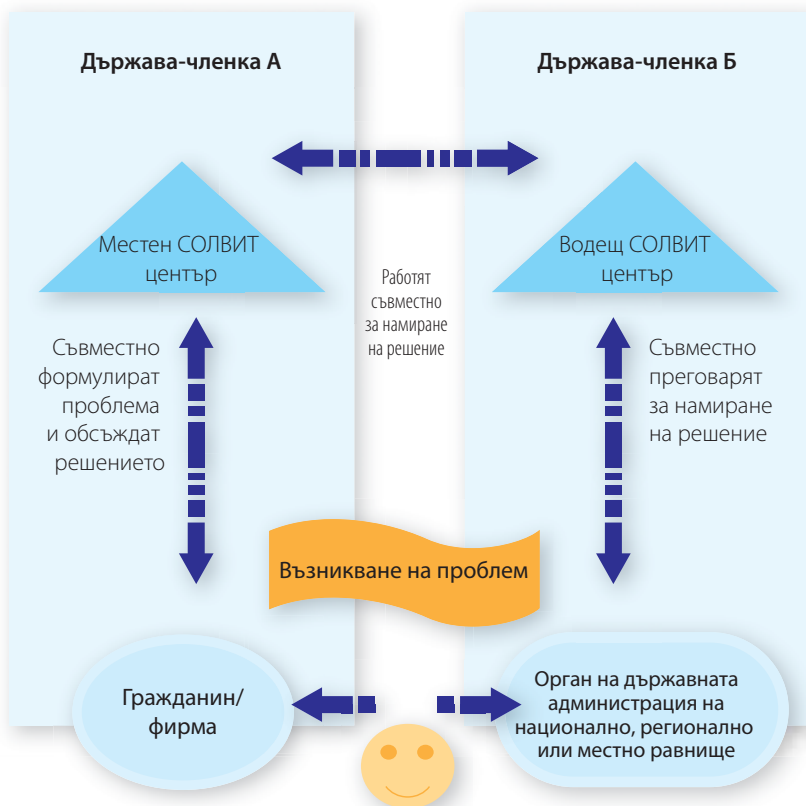 Държава-членка А
Държава-членка Б
Местен СОЛВИТ
център
Водещ СОЛВИТ
център
Работят
съвместно
за намиране
на решение
Съвместно
формулират
проблема
и обсъждат
решението
Съвместно
преговарят
за намиране
на решение
Възникване на проблем
Гражданин/
фирма
Орган на държавната
администрация на
национално, регионално
или местно равнище